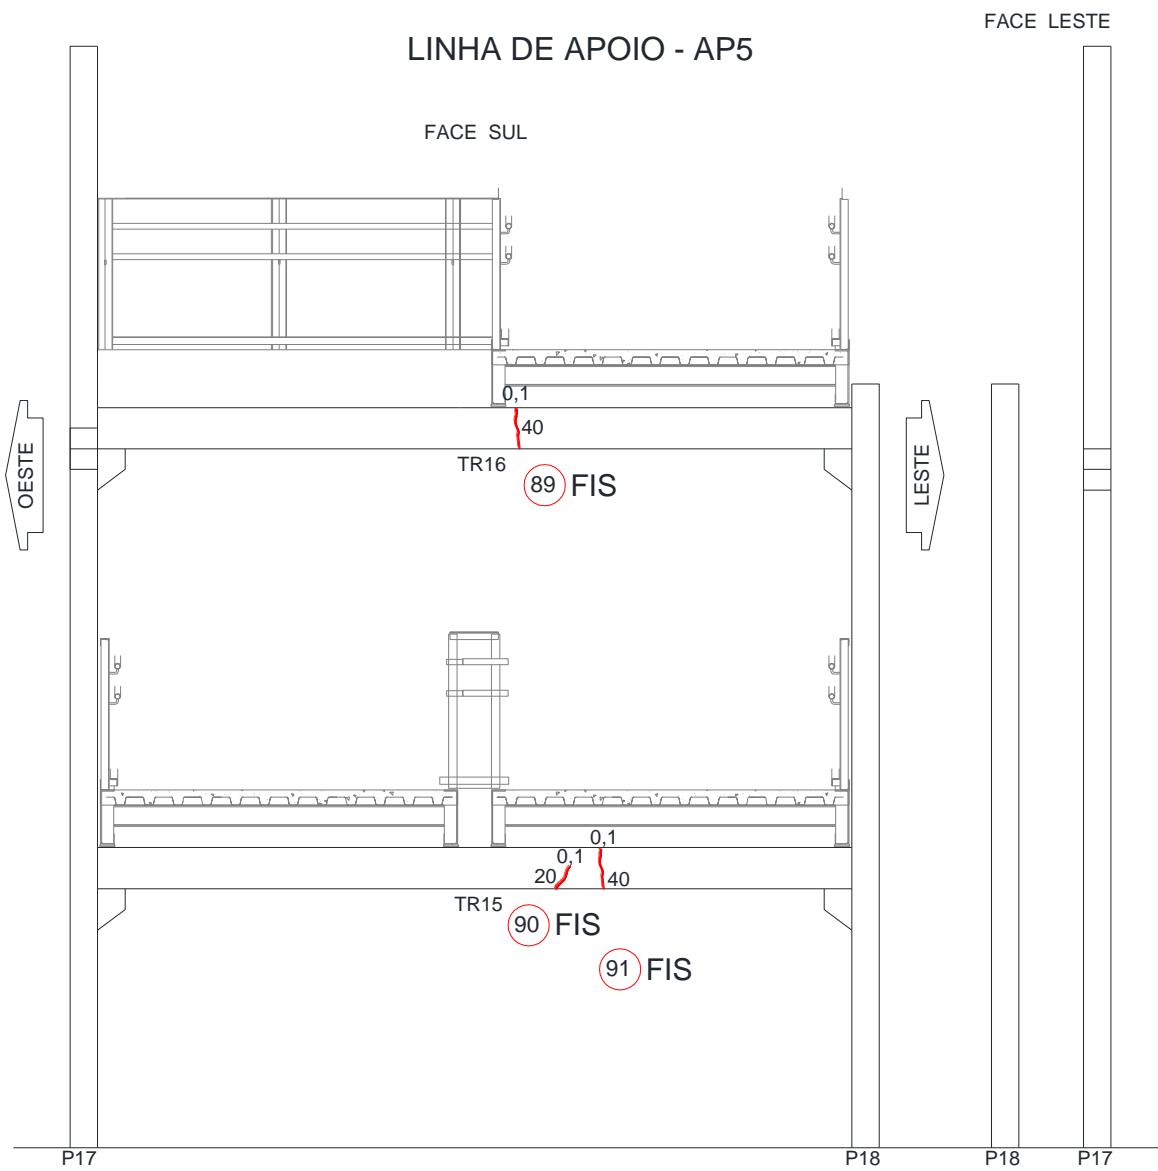 FACE LESTE
LINHA DE APOIO - AP5
FACE SUL
0,1
40
TR16
89 FIS
OESTE
LESTE
0,1
0,1
20
40
TR15
90 FIS
91 FIS
P17
P18
P18
P17